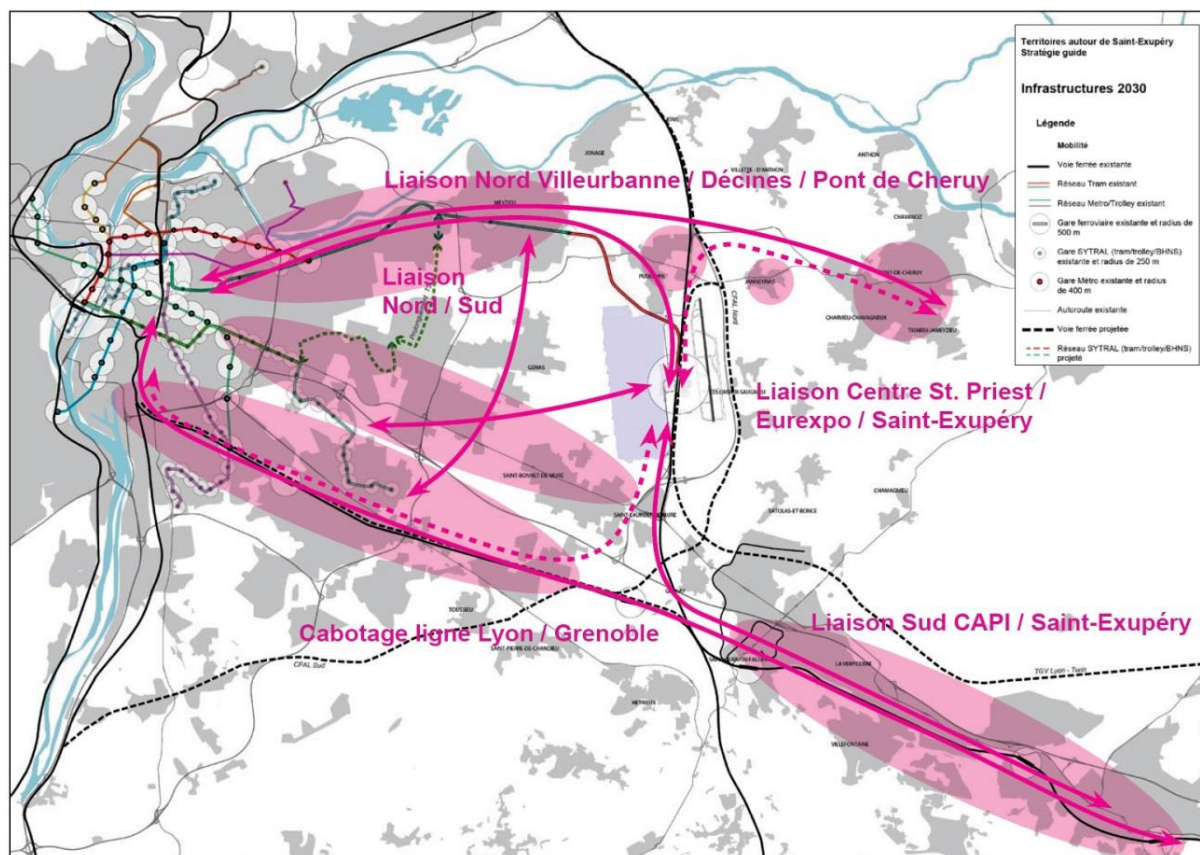 Territoires autour de Saint-Exupéry
Stratégie guide
Infrastructures 2030
Légende
Mobilité
Voie ferrée existante
Réseau Tram existant
Réseau Metro/Trolley existant
Gare ferroviaire existante et radius de
500 m
Gare SYTRAL (tram/trolley/BHNS)
existante et radius de 250 m
Gare Métro existante et radius
de 400 m
Autoroute existante
Voie ferrée projetée
Réseau SYTRAL (tram/trolley/BHNS)
projeté
JONS
JONAGE
VILLETTE - D'ANTHON
ANTHON
Liaison Nord Villeurbanne / Décines / Pont de Cheruy
CHAVANOZ
MEYZIEU
Liaison
Nord / Sud
PUSIGNAN
JANNEYRIAS
CHARVIEU-CHAVAGNEUX
TIGNIEU-JAMEYZIEU
CFAL Nord
GENAS
Liaison Centre St. Priest /
Eurexpo / Saint-Exupéry
SAINT-BONNET-DE-MURE
CHAMAGNIEU
SATOLAS-ET-BONCE
TOUSSIEU
Cabotage ligne Lyon / Grenoble
Liaison Sud CAPI / Saint-Exupéry
SAINT-PIERRE-DE-CHANDIEU
CFAL Sud
LA VERPILLIERE
TGV Lyon - Turin
HEYRIEUX
VILLEFONTAINE